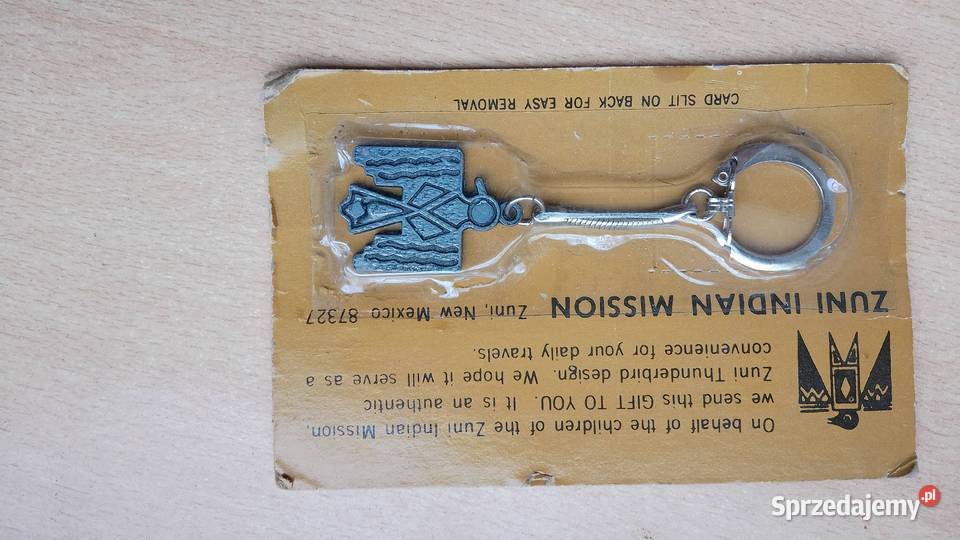 On behalf of the children of the Zuni Indian Mission,
we send this GIFT TO YOU. It is an authentic
Zuni Thunderbird design. We hope it will serve as a
convenience for your daily travels.
ZUNI INDIAN MISSION Zuni, New Mexico 87327
CARD SLIT ON BACK FOR EASY REMOVAL
Sprzedajemy.pl